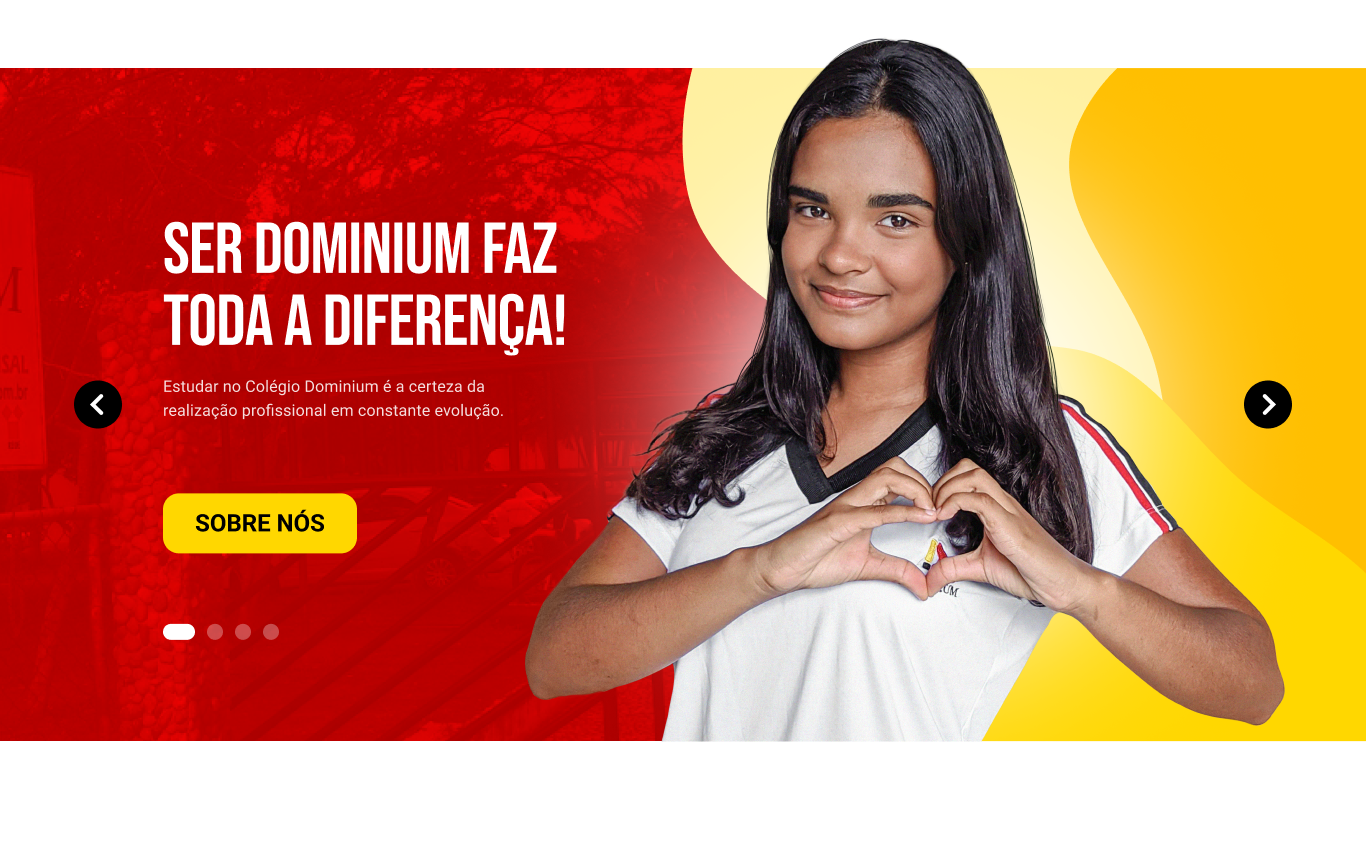 SER DOMINIUM FAZ
TODA A DIFERENÇA!
Estudar no Colégio Dominium é a certeza da
realização profissional em constante evolução.
SOBRE NÓS